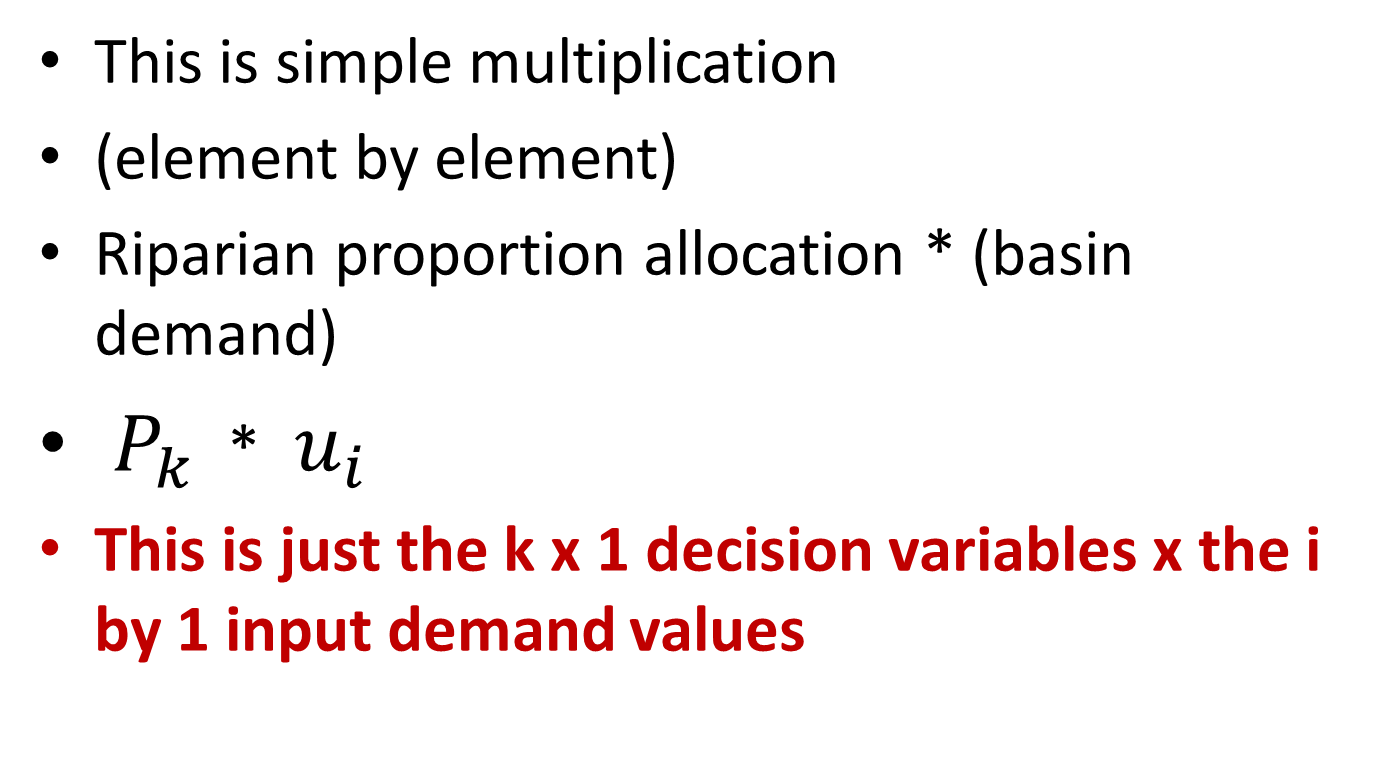 • This is simple multiplication
• (element by element)
• Riparian proportion allocation * (basin
demand)
• $P_k * u_i$
• This is just the k x 1 decision variables x the i
by 1 input demand values